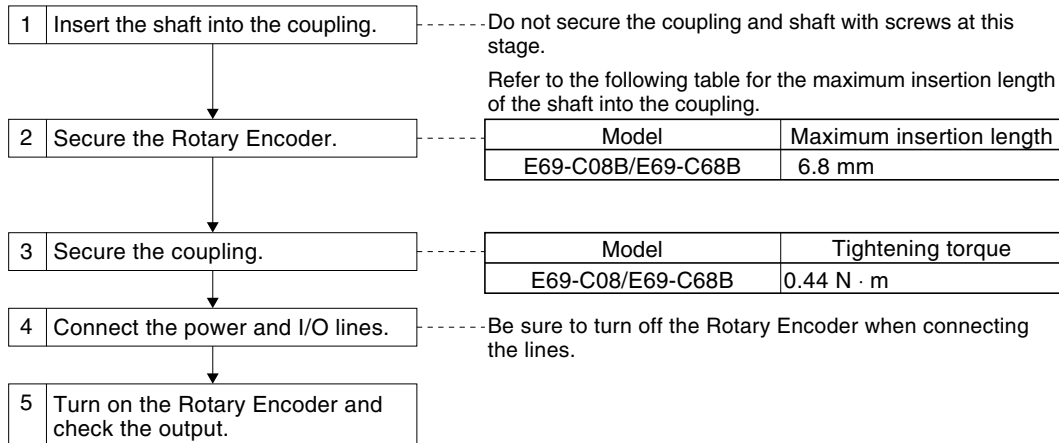 1 Insert the shaft into the coupling.
Do not secure the coupling and shaft with screws at this
stage.
Refer to the following table for the maximum insertion length
of the shaft into the coupling.
2 Secure the Rotary Encoder.
Model Maximum insertion length
E69-C08B/E69-C68B 6.8 mm
3 Secure the coupling.
Model Tightening torque
E69-C08/E69-C68B 0.44 N · m
4 Connect the power and I/O lines.
Be sure to turn off the Rotary Encoder when connecting
the lines.
5 Turn on the Rotary Encoder and
check the output.